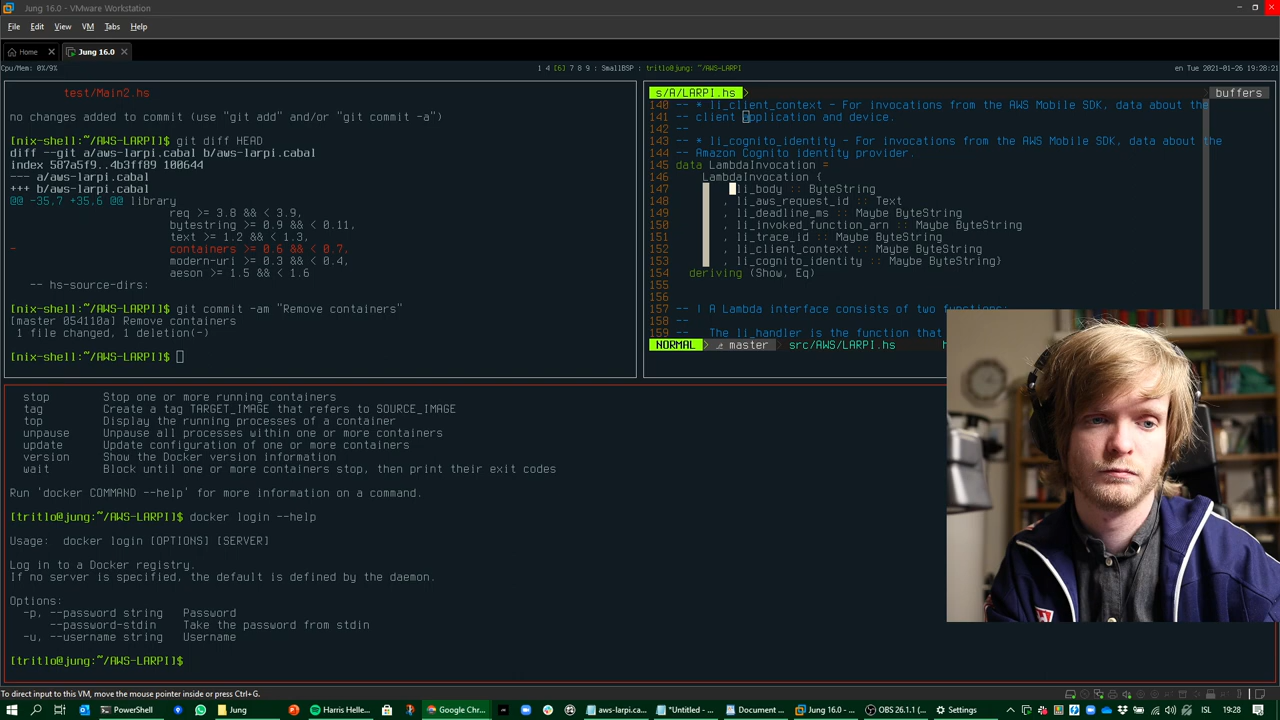 Jung 16.0 - VMware Workstation
File Edit View VM Tabs Help
Home Jung 16.0
Cpu/Mem: 0%/9% 1 4 [6] 7 8 9 : SmallBSP : tritlo@jung: ~/AWS-LARPI en Tue 2021-01-26 19:28:21
test/Main2.hs
no changes added to commit (use "git add" and/or "git commit -a")
[nix-shell:~/AWS-LARPI]$ git diff HEAD
diff --git a/aws-larpi.cabal b/aws-larpi.cabal
index 587a5f9..4b3ff89 100644
--- a/aws-larpi.cabal
+++ b/aws-larpi.cabal
@@ -35,7 +35,6 @@ library
req >= 3.8 && < 3.9,
bytestring >= 0.9 && < 0.11,
text >= 1.2 && < 1.3,
- containers >= 0.6 && < 0.7,
modern-uri >= 0.3 && < 0.4,
aeson >= 1.5 && < 1.6
-- hs-source-dirs:
[nix-shell:~/AWS-LARPI]$ git commit -am "Remove containers"
[master 054110a] Remove containers
1 file changed, 1 deletion(-)
[nix-shell:~/AWS-LARPI]$
s/A/LARPI.hs buffers
140 -- * li_client_context - For invocations from the AWS Mobile SDK, data about the
141 -- client application and device.
142 --
143 -- * li_cognito_identity - For invocations from the AWS Mobile SDK, data about the
144 -- Amazon Cognito identity provider.
145 data LambdaInvocation =
146 LambdaInvocation {
147 li_body :: ByteString
148 , li_aws_request_id :: Text
149 , li_deadline_ms :: Maybe ByteString
150 , li_invoked_function_arn :: Maybe ByteString
151 , li_trace_id :: Maybe ByteString
152 , li_client_context :: Maybe ByteString
153 , li_cognito_identity :: Maybe ByteString}
154 deriving (Show, Eq)
155
156
157 -- | A Lambda interface consists of two functions:
158 --
159 -- The li_handler is the function that
NORMAL master src/AWS/LARPI.hs h
stop Stop one or more running containers
tag Create a tag TARGET_IMAGE that refers to SOURCE_IMAGE
top Display the running processes of a container
unpause Unpause all processes within one or more containers
update Update configuration of one or more containers
version Show the Docker version information
wait Block until one or more containers stop, then print their exit codes
Run 'docker COMMAND --help' for more information on a command.
[tritlo@jung:~/AWS-LARPI]$ docker login --help
Usage: docker login [OPTIONS] [SERVER]
Log in to a Docker registry.
If no server is specified, the default is defined by the daemon.
Options:
-p, --password string Password
--password-stdin Take the password from stdin
-u, --username string Username
[tritlo@jung:~/AWS-LARPI]$
To direct input to this VM, move the mouse pointer inside or press Ctrl+G.
PowerShell Jung Harris Helle... Google Chro... aws-larpi.ca... *Untitled - ... Document ... Jung 16.0 - ... OBS 26.1.1 (... Settings ISL 19:28